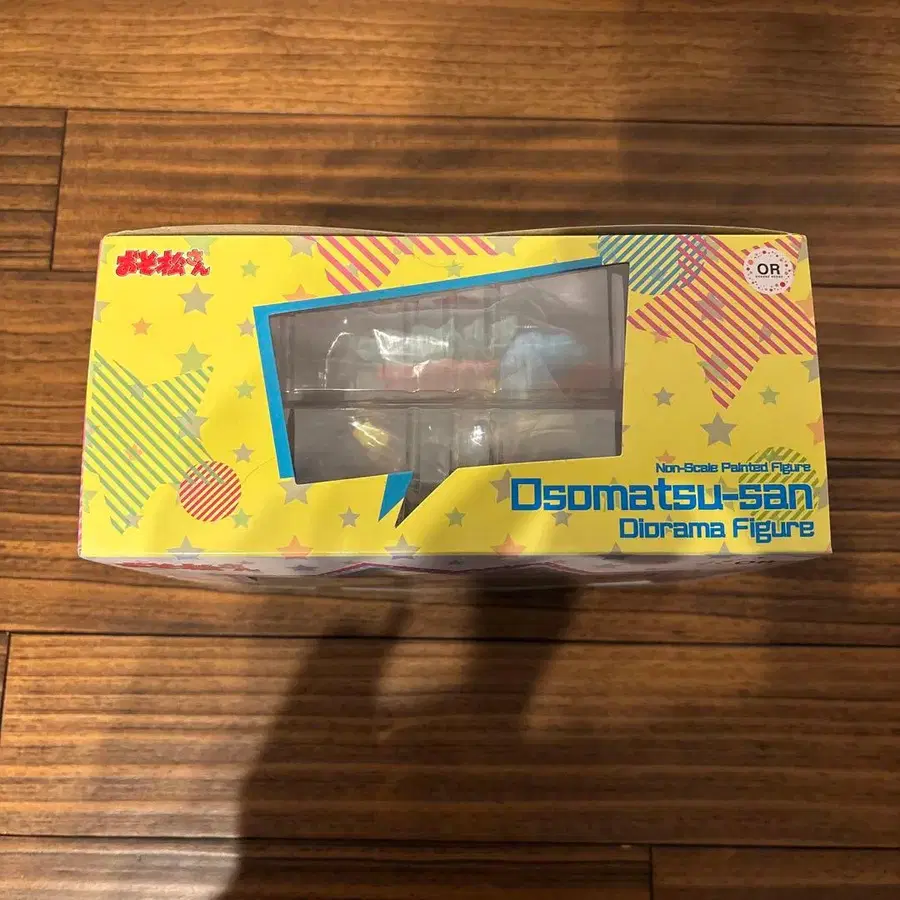 おそ松さん
OR
Non-Scale Painted Figure
Osomatsu-san
Diorama Figure